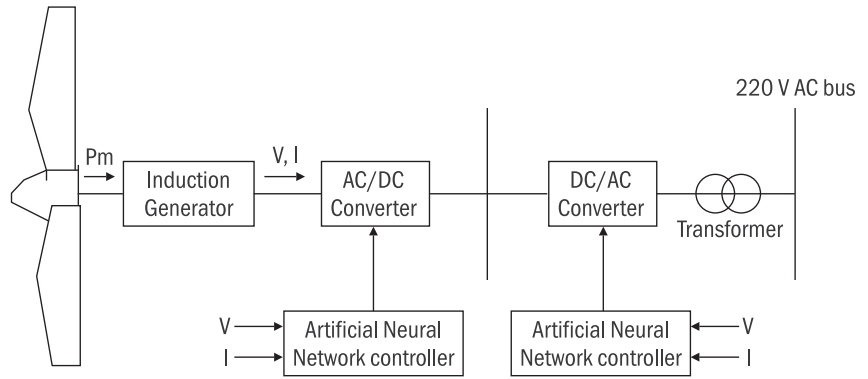 220 V AC bus
Pm
V, I
Induction
Generator
AC/DC
Converter
DC/AC
Converter
Transformer
V
I
Artificial Neural
Network controller
Artificial Neural
Network controller
V
I